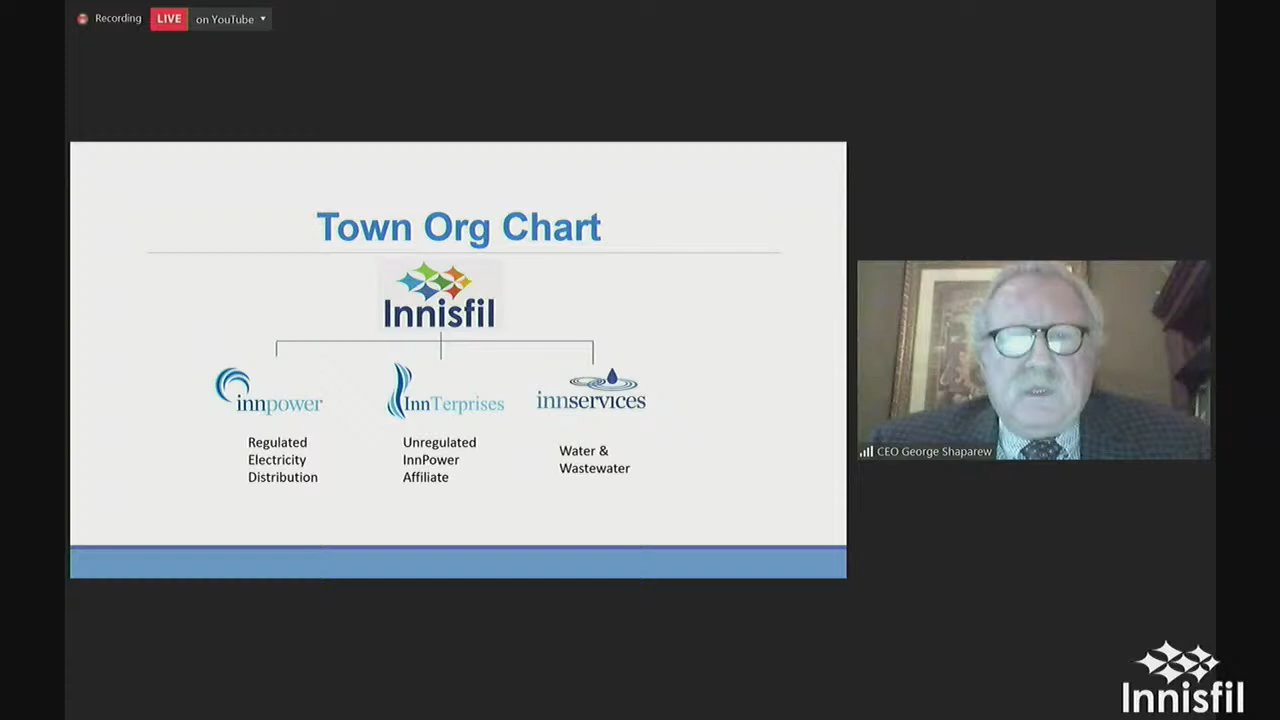 Recording
LIVE
on YouTube
Town Org Chart
Innisfil
innpower
InnTerprises
innservices
Regulated
Electricity
Distribution
Unregulated
InnPower
Affiliate
Water &
Wastewater
CEO George Shaparew
Innisfil